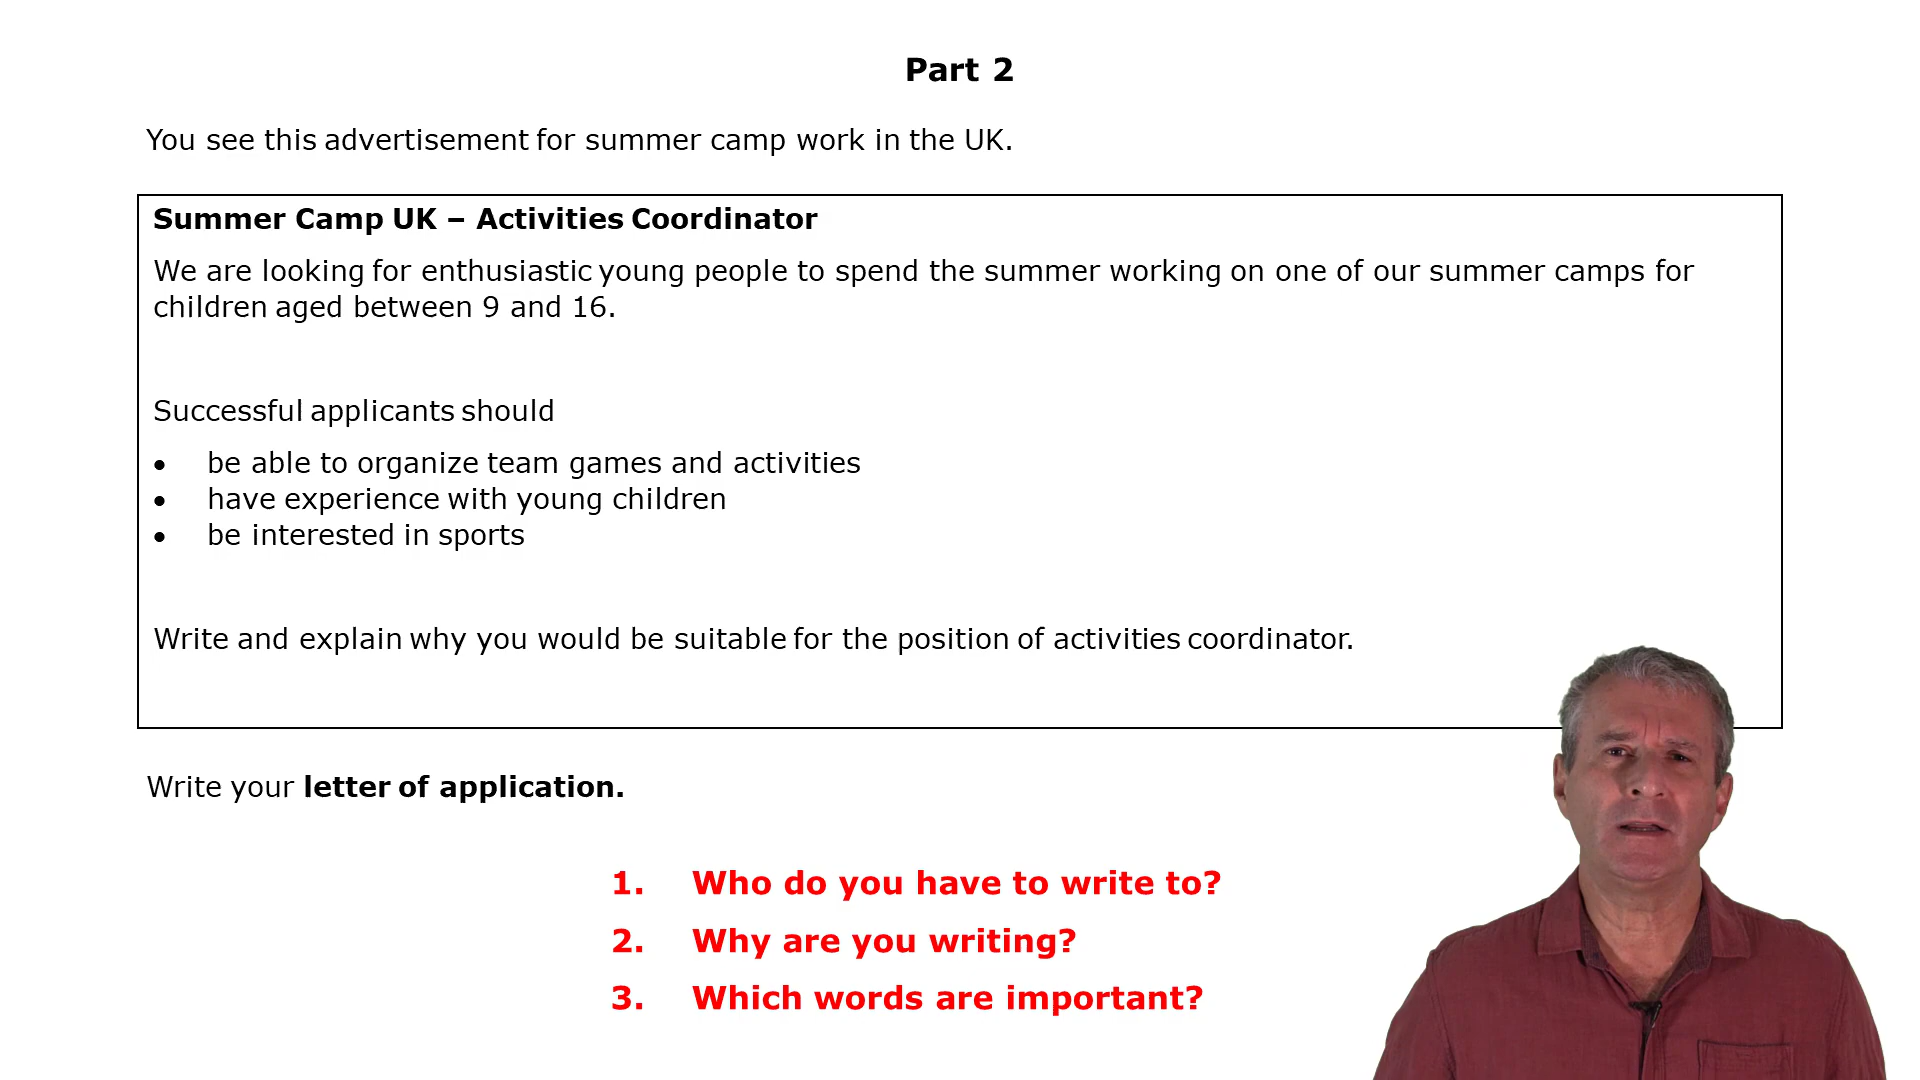 Part 2
You see this advertisement for summer camp work in the UK.
Summer Camp UK – Activities Coordinator
We are looking for enthusiastic young people to spend the summer working on one of our summer camps for
children aged between 9 and 16.
Successful applicants should
• be able to organize team games and activities
• have experience with young children
• be interested in sports
Write and explain why you would be suitable for the position of activities coordinator.
Write your letter of application.
1. Who do you have to write to?
2. Why are you writing?
3. Which words are important?